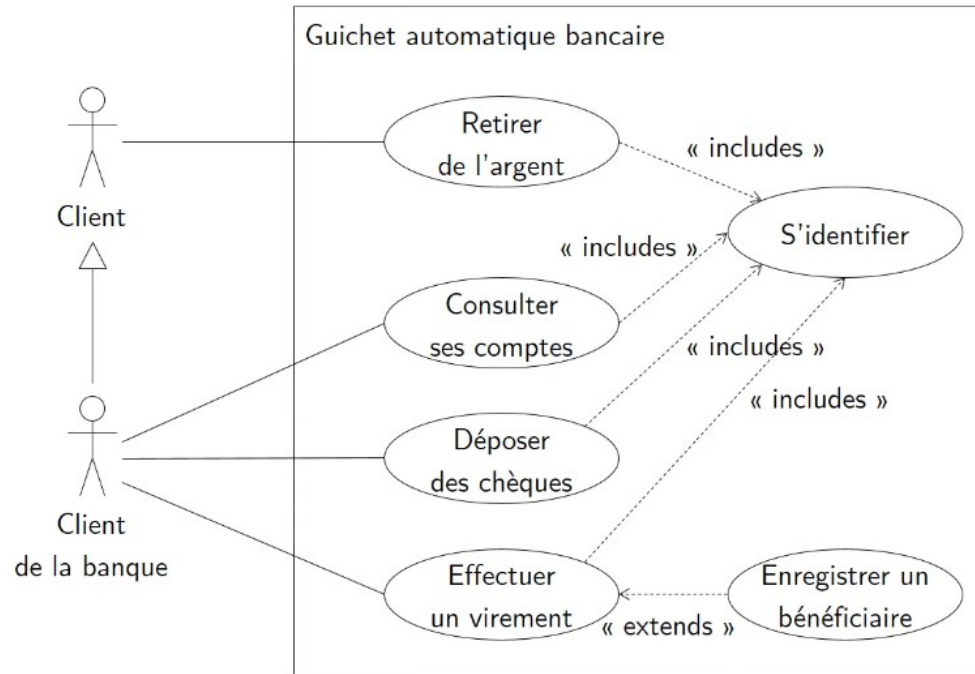 Guichet automatique bancaire
Retirer
de l'argent
« includes »
Client
S'identifier
« includes »
Consulter
ses comptes
« includes »
« includes »
Déposer
des chèques
Client
de la banque
Effectuer
un virement
« extends »
Enregistrer un
bénéficiaire